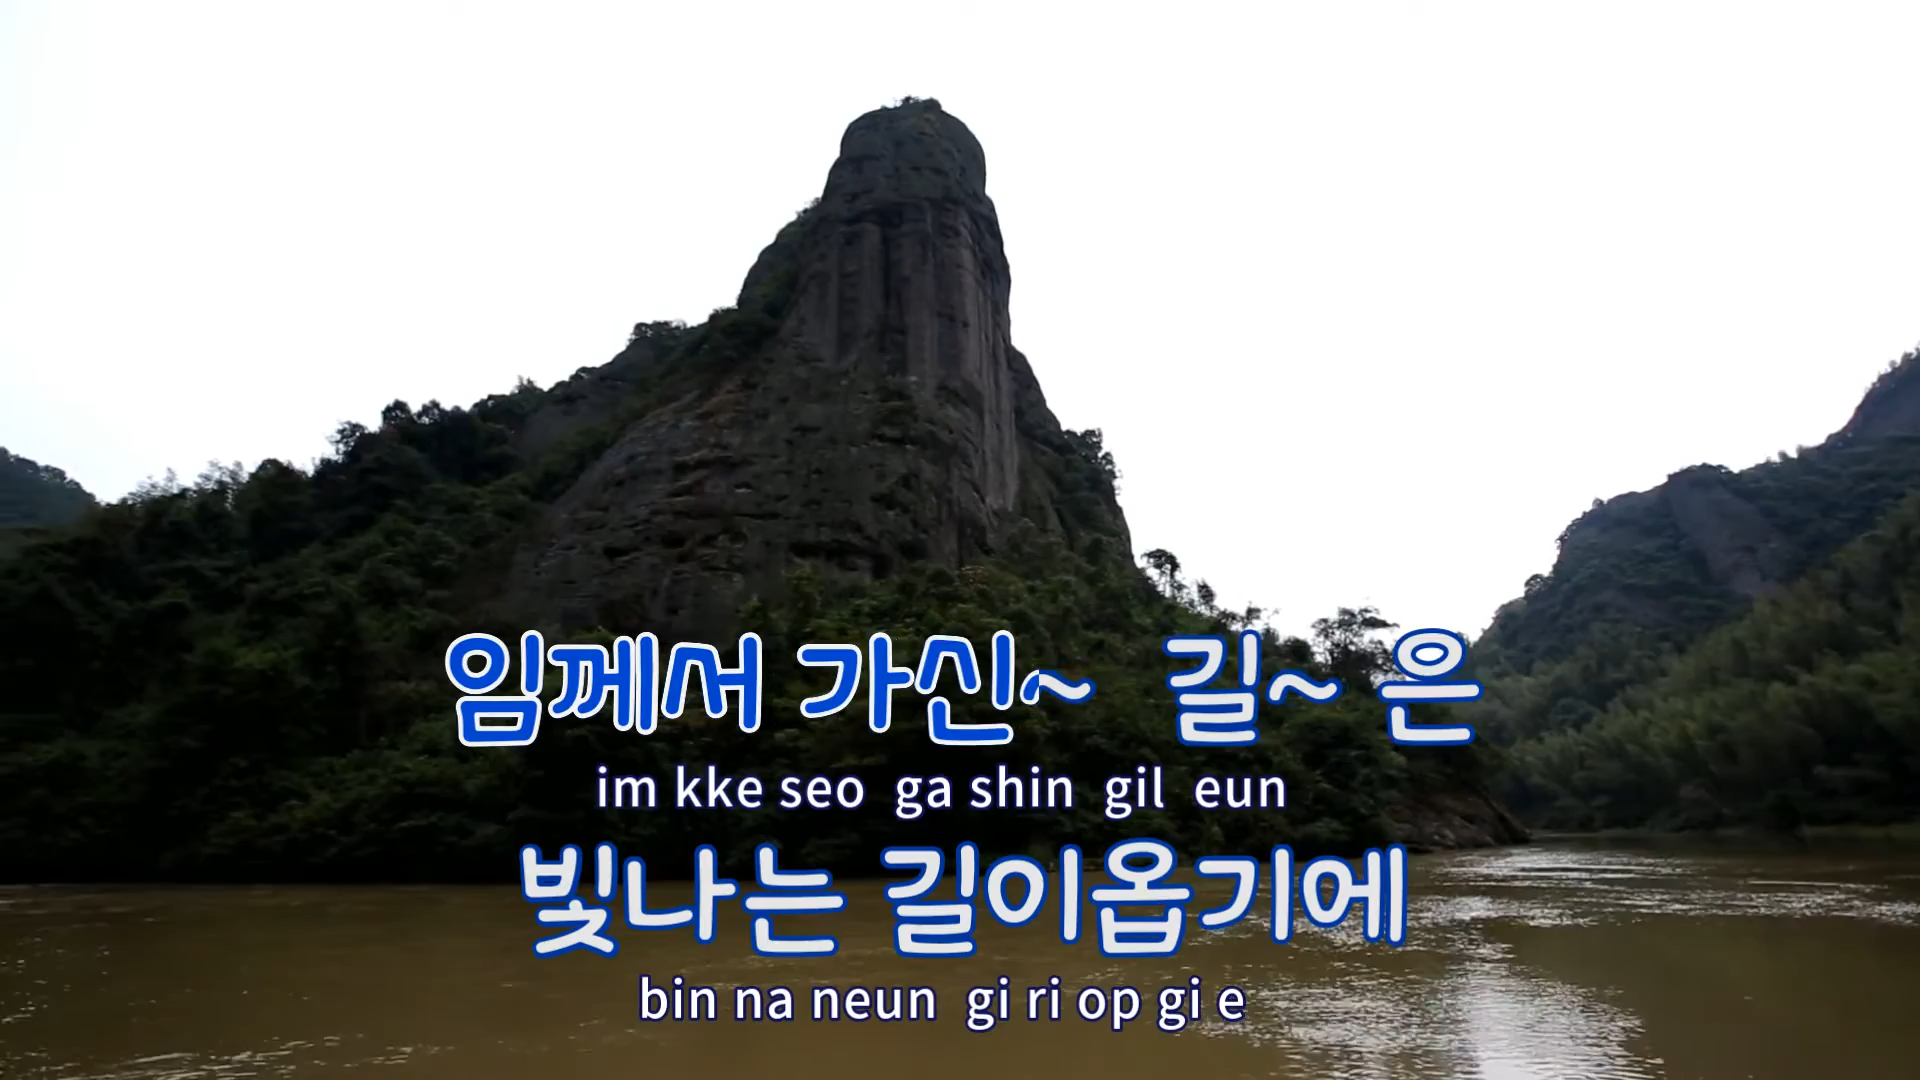 임께서 가신~ 길~ 은
im kke seo ga shin gil eun
빛나는 길이옵기에
bin na neun gi ri op gi e